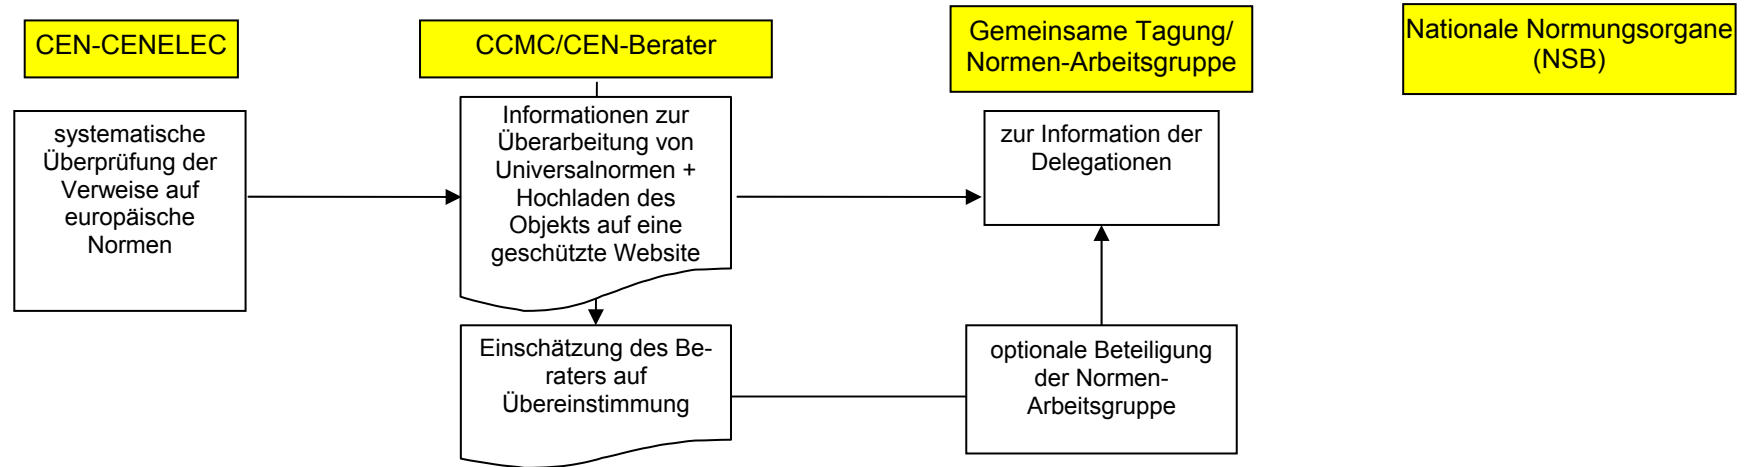 CEN-CENELEC
CCMC/CEN-Berater
Gemeinsame Tagung/
Normen-Arbeitsgruppe
Nationale Normungsorgane
(NSB)
systematische
Überprüfung der
Verweise auf
europäische
Normen
Informationen zur
Überarbeitung von
Universalnormen +
Hochladen des
Objekts auf eine
geschützte Website
zur Information der
Delegationen
Einschätzung des Be-
raters auf
Übereinstimmung
optionale Beteiligung
der Normen-
Arbeitsgruppe